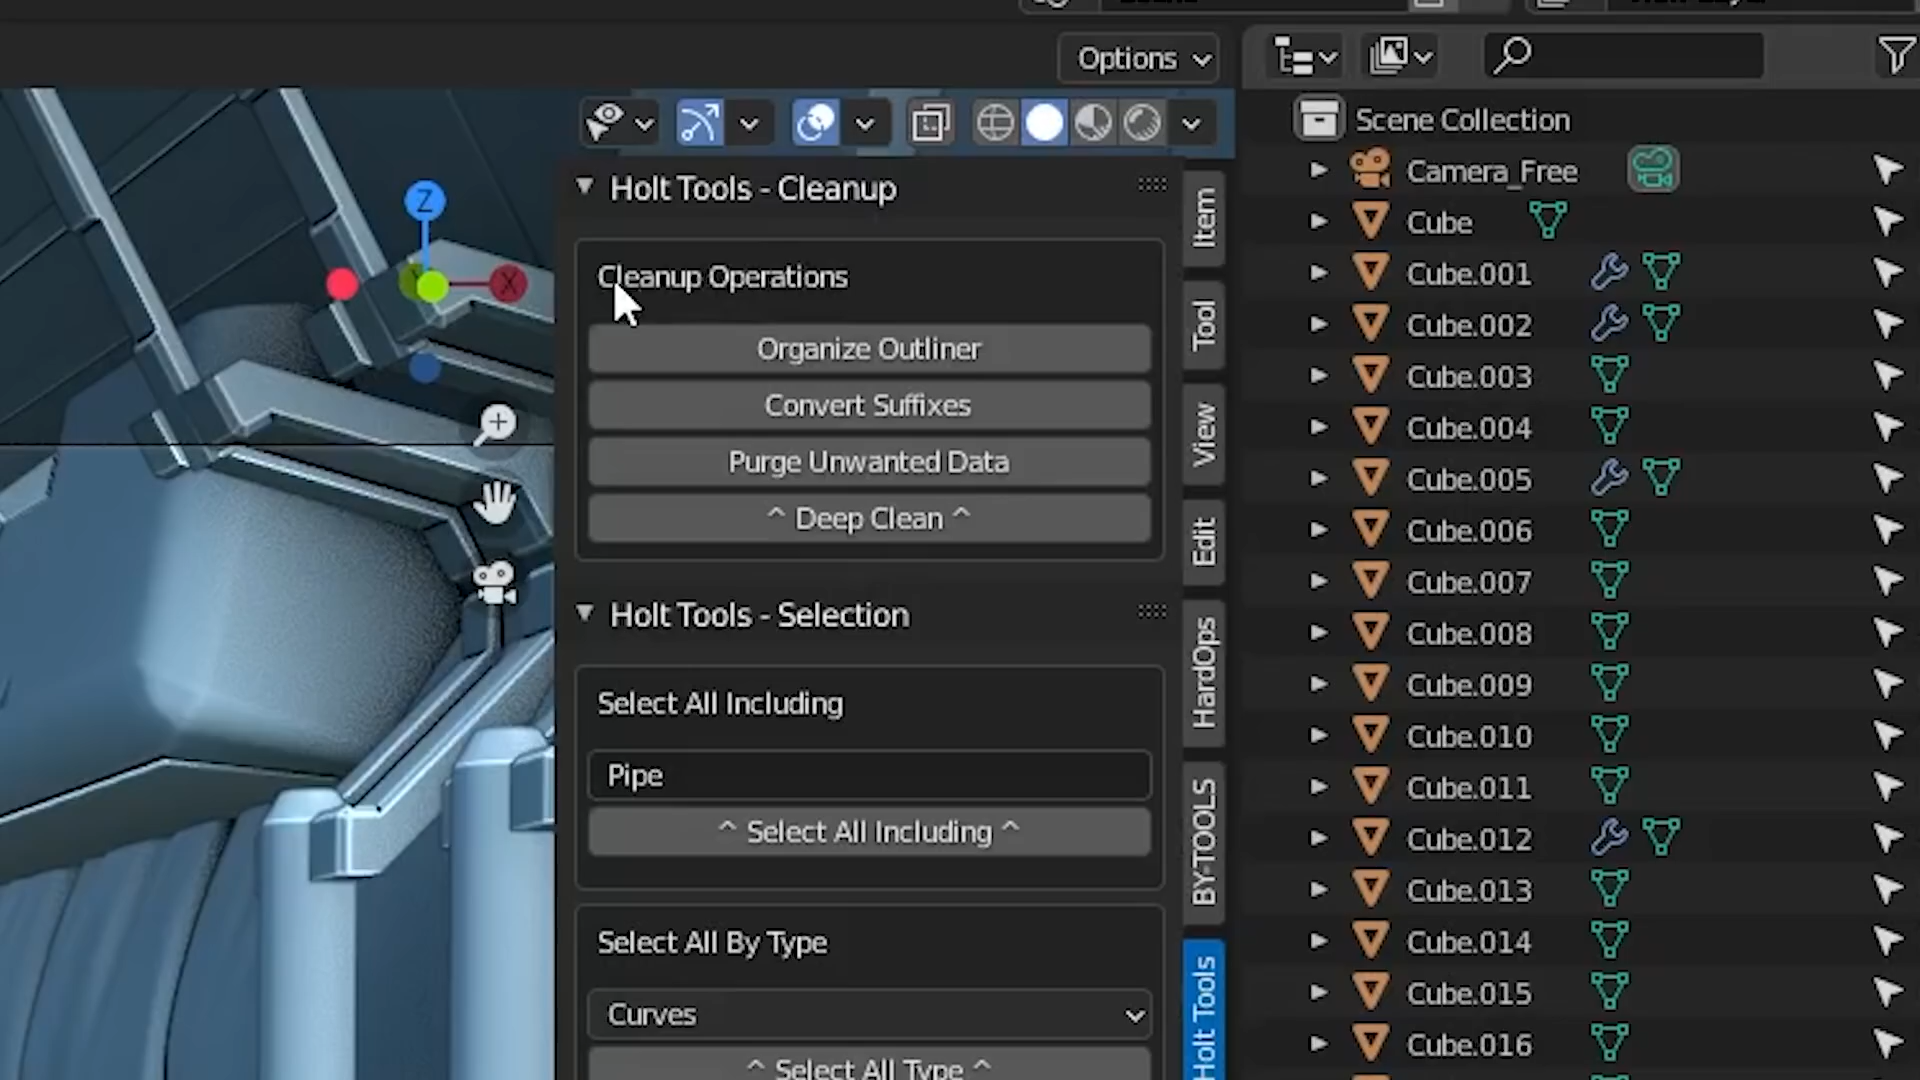 Options
Z
X
Holt Tools - Cleanup
Cleanup Operations
Organize Outliner
Convert Suffixes
Purge Unwanted Data
^ Deep Clean ^
Holt Tools - Selection
Select All Including
Pipe
^ Select All Including ^
Select All By Type
Curves
^ Select All Type ^
Item
Tool
View
Edit
HardOps
BY-TOOLS
Holt Tools
Scene Collection
Camera_Free
Cube
Cube.001
Cube.002
Cube.003
Cube.004
Cube.005
Cube.006
Cube.007
Cube.008
Cube.009
Cube.010
Cube.011
Cube.012
Cube.013
Cube.014
Cube.015
Cube.016